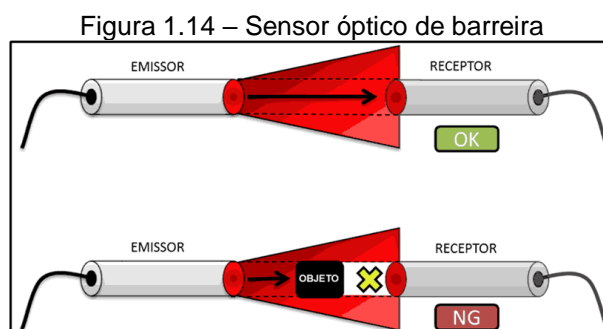 Figura 1.14 – Sensor óptico de barreira
EMISSOR
RECEPTOR
OK
EMISSOR
RECEPTOR
OBJETO
NG